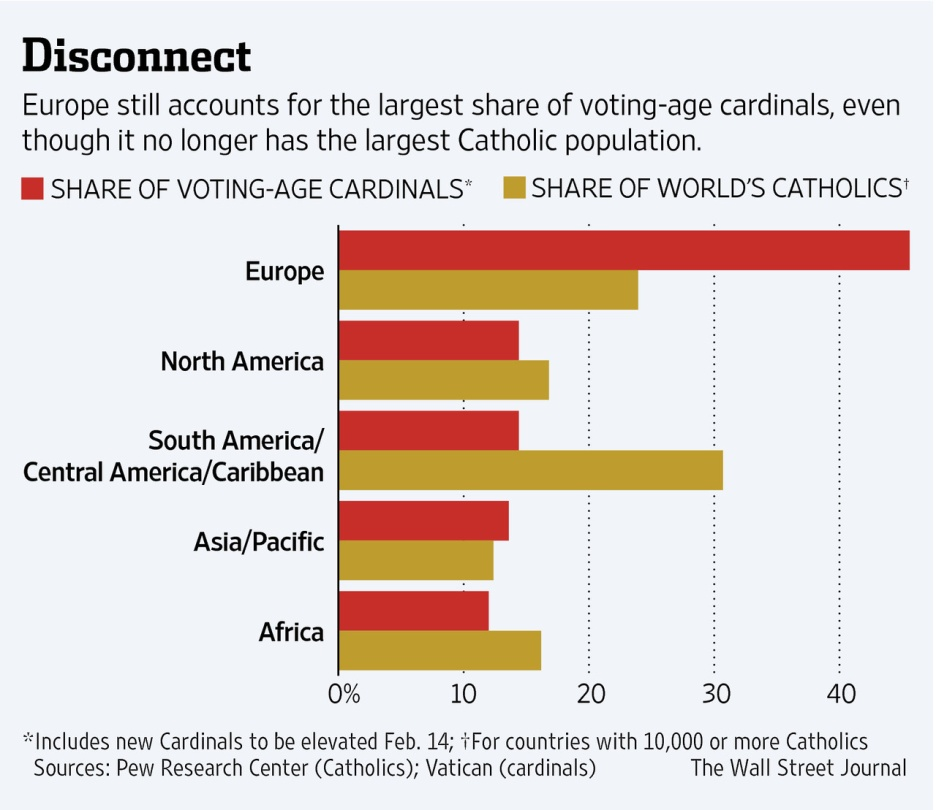 Disconnect
Europe still accounts for the largest share of voting-age cardinals, even
though it no longer has the largest Catholic population.
SHARE OF VOTING-AGE CARDINALS* SHARE OF WORLD'S CATHOLICS†
Europe
North America
South America/
Central America/Caribbean
Asia/Pacific
Africa
0% 10 20 30 40
*Includes new Cardinals to be elevated Feb. 14; †For countries with 10,000 or more Catholics
Sources: Pew Research Center (Catholics); Vatican (cardinals) The Wall Street Journal